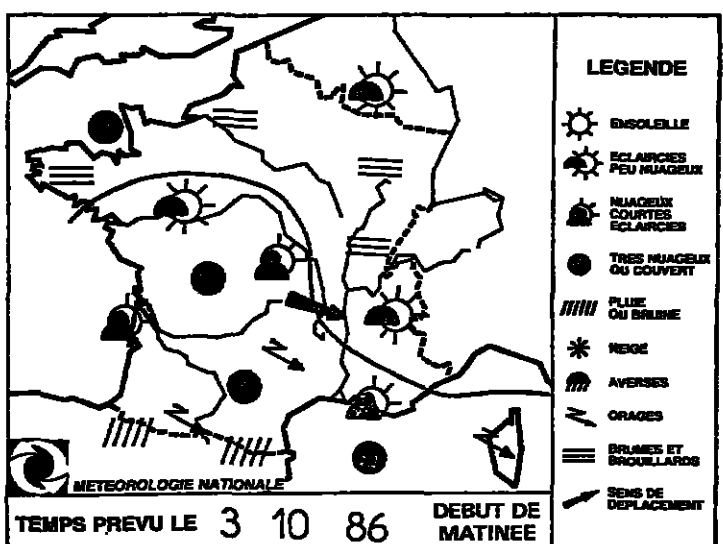 LEGENDE
ENSOLEILLE
ECLAIRCIES
PEU NUAGEUX
NUAGEUX
COURTES
ECLAIRCIES
TRES NUAGEUX
OU COUVERT
PLUIE
OU BRUINE
NEIGE
AVERSES
ORAGES
BRUMES ET
BROUILLARDS
SENS DE
DEPLACEMENT
METEOROLOGIE NATIONALE
TEMPS PREVU LE 3 10 86 DEBUT DE
MATINEE